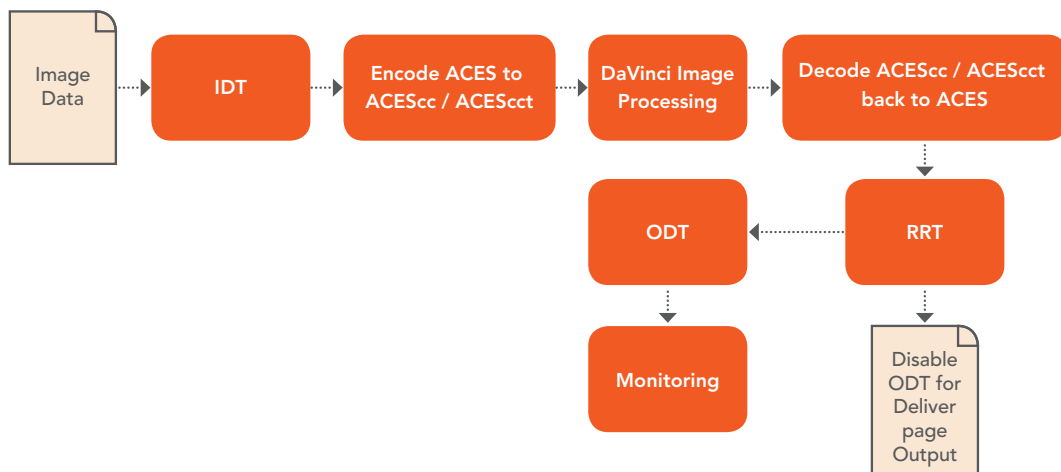 Image
Data
IDT
Encode ACES to
ACEScc / ACEScct
DaVinci Image
Processing
Decode ACEScc / ACEScct
back to ACES
ODT
RRT
Monitoring
Disable
ODT for
Deliver
page
Output